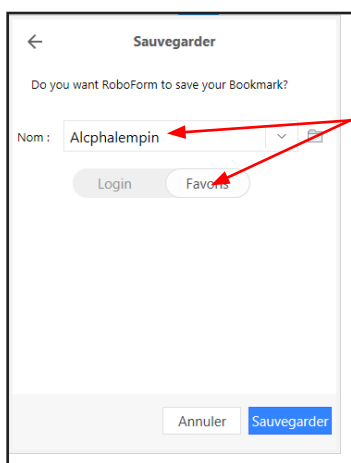 Sauvegarder
Do you want RoboForm to save your Bookmark?
Nom : Alcphalempin
Login Favoris
Annuler Sauvegarder